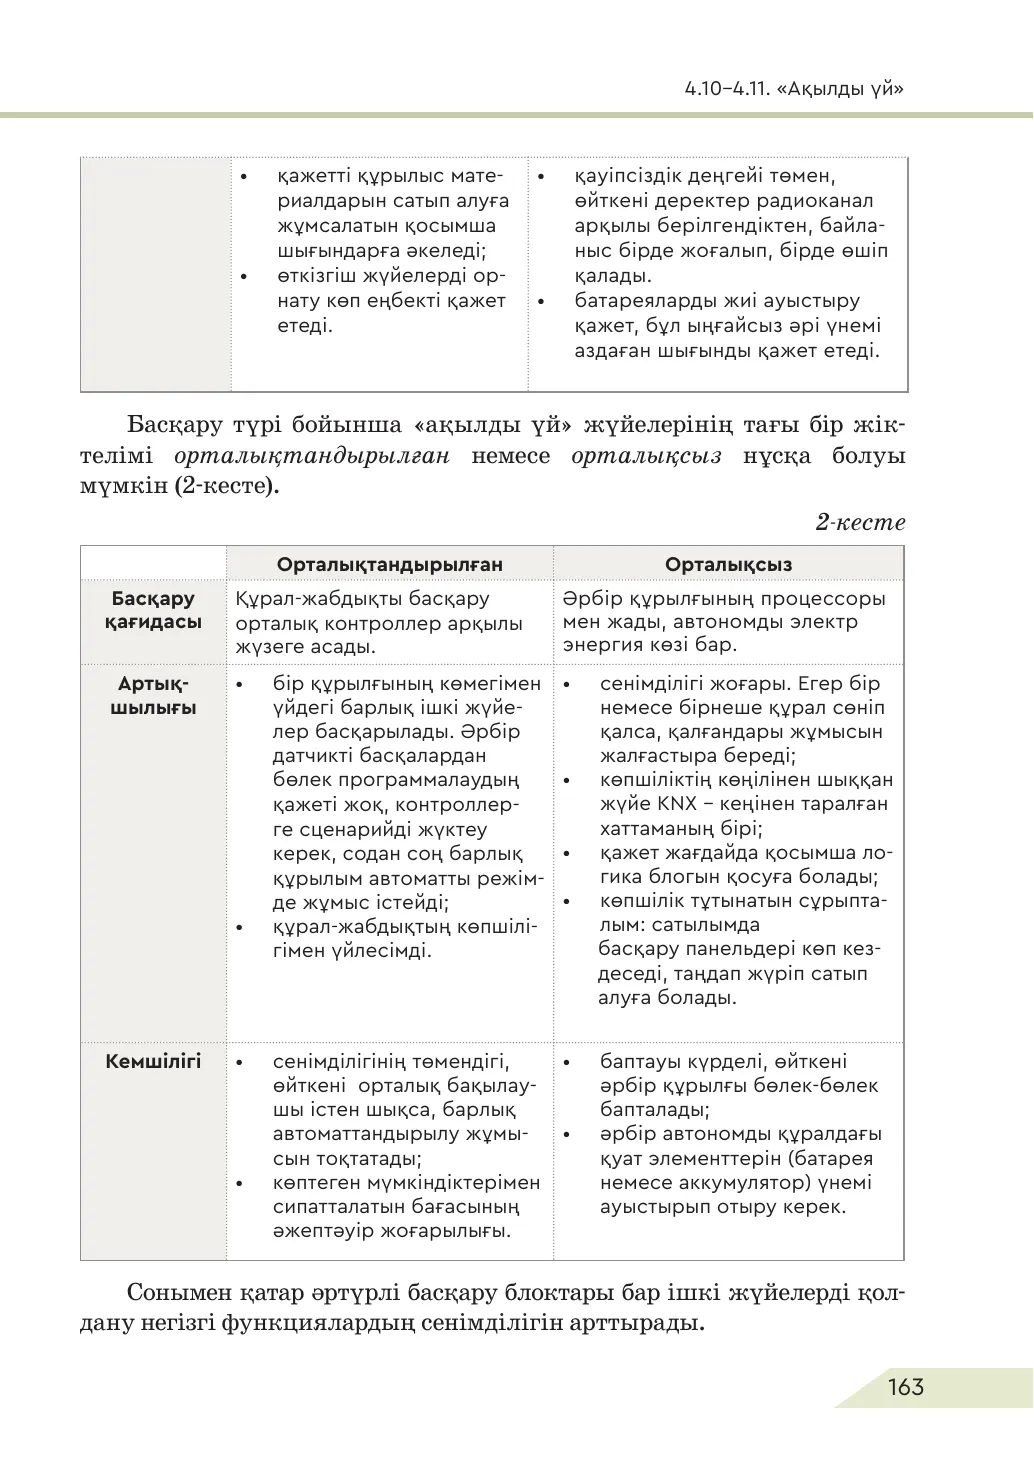 4.10–4.11. «Ақылды үй»
• қажетті құрылыс мате-
риалдарын сатып алуға
жұмсалатын қосымша
шығындарға әкеледі;
• өткізгіш жүйелерді ор-
нату көп еңбекті қажет
етеді.
• қауіпсіздік деңгейі төмен,
өйткені деректер радиоканал
арқылы берілгендіктен, байла-
ныс бірде жоғалып, бірде өшіп
қалады.
• батареяларды жиі ауыстыру
қажет, бұл ыңғайсыз әрі үнемі
аздаған шығынды қажет етеді.
Басқару түрі бойынша «ақылды үй» жүйелерінің тағы бір жік-
телімі орталықтандырылған немесе орталықсыз нұсқа болуы
мүмкін (2-кесте).
2-кесте
Орталықтандырылған
Орталықсыз
Басқару
қағидасы
Құрал-жабдықты басқару
орталық контроллер арқылы
жүзеге асады.
Әрбір құрылғының процессоры
мен жады, автономды электр
энергия көзі бар.
Артық-
шылығы
• бір құрылғының көмегімен
үйдегі барлық ішкі жүйе-
лер басқарылады. Әрбір
датчикті басқалардан
бөлек программалаудың
қажеті жоқ, контроллер-
ге сценарийді жүктеу
керек, содан соң барлық
құрылым автоматты режім-
де жұмыс істейді;
• құрал-жабдықтың көпшілі-
гімен үйлесімді.
• сенімділігі жоғары. Егер бір
немесе бірнеше құрал сөніп
қалса, қалғандары жұмысын
жалғастыра береді;
• көпшіліктің көңілінен шыққан
жүйе KNX – кеңінен таралған
хаттаманың бірі;
• қажет жағдайда қосымша ло-
гика блогын қосуға болады;
• көпшілік тұтынатын сұрыпта-
лым: сатылымда
басқару панельдері көп кез-
деседі, таңдап жүріп сатып
алуға болады.
Кемшілігі
• сенімділігінің төмендігі,
өйткені орталық бақылау-
шы істен шықса, барлық
автоматтандырылу жұмы-
сын тоқтатады;
• көптеген мүмкіндіктерімен
сипатталатын бағасының
әжептәуір жоғарылығы.
• баптауы күрделі, өйткені
әрбір құрылғы бөлек-бөлек
бапталады;
• әрбір автономды құралдағы
қуат элементтерін (батарея
немесе аккумулятор) үнемі
ауыстырып отыру керек.
Сонымен қатар әртүрлі басқару блоктары бар ішкі жүйелерді қол-
дану негізгі функциялардың сенімділігін арттырады.
163